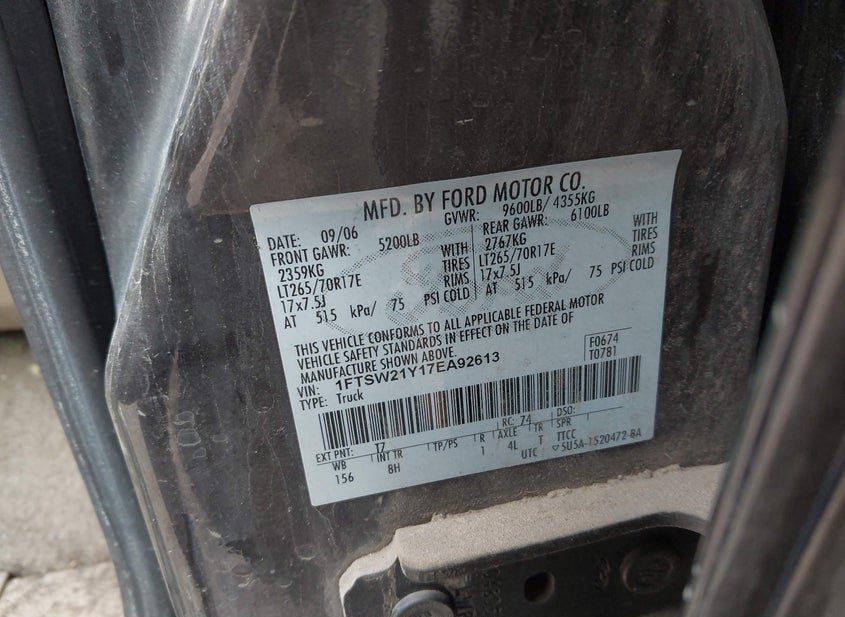 MFD. BY FORD MOTOR CO.
DATE: 09/06 GVWR: 9600LB/ 4355KG
FRONT GAWR: 5200LB REAR GAWR: 6100LB
2359KG WITH 2767KG WITH
LT265/70R17E TIRES LT265/70R17E TIRES
17x7.5J RIMS 17x7.5J RIMS
AT 515 kPa/ 75 PSI COLD AT 515 kPa/ 75 PSI COLD
THIS VEHICLE CONFORMS TO ALL APPLICABLE FEDERAL MOTOR
VEHICLE SAFETY STANDARDS IN EFFECT ON THE DATE OF
MANUFACTURE SHOWN ABOVE.
F0674
VIN: 1FTSW21Y17EA92613 T0781
TYPE: Truck
RC: 74 DSO:
EXT PNT: T7
WB INT TR TP/PS R AXLE TR SPR
156 8H 1 4L T TTCC
UTC 5U5A-1520472-BA